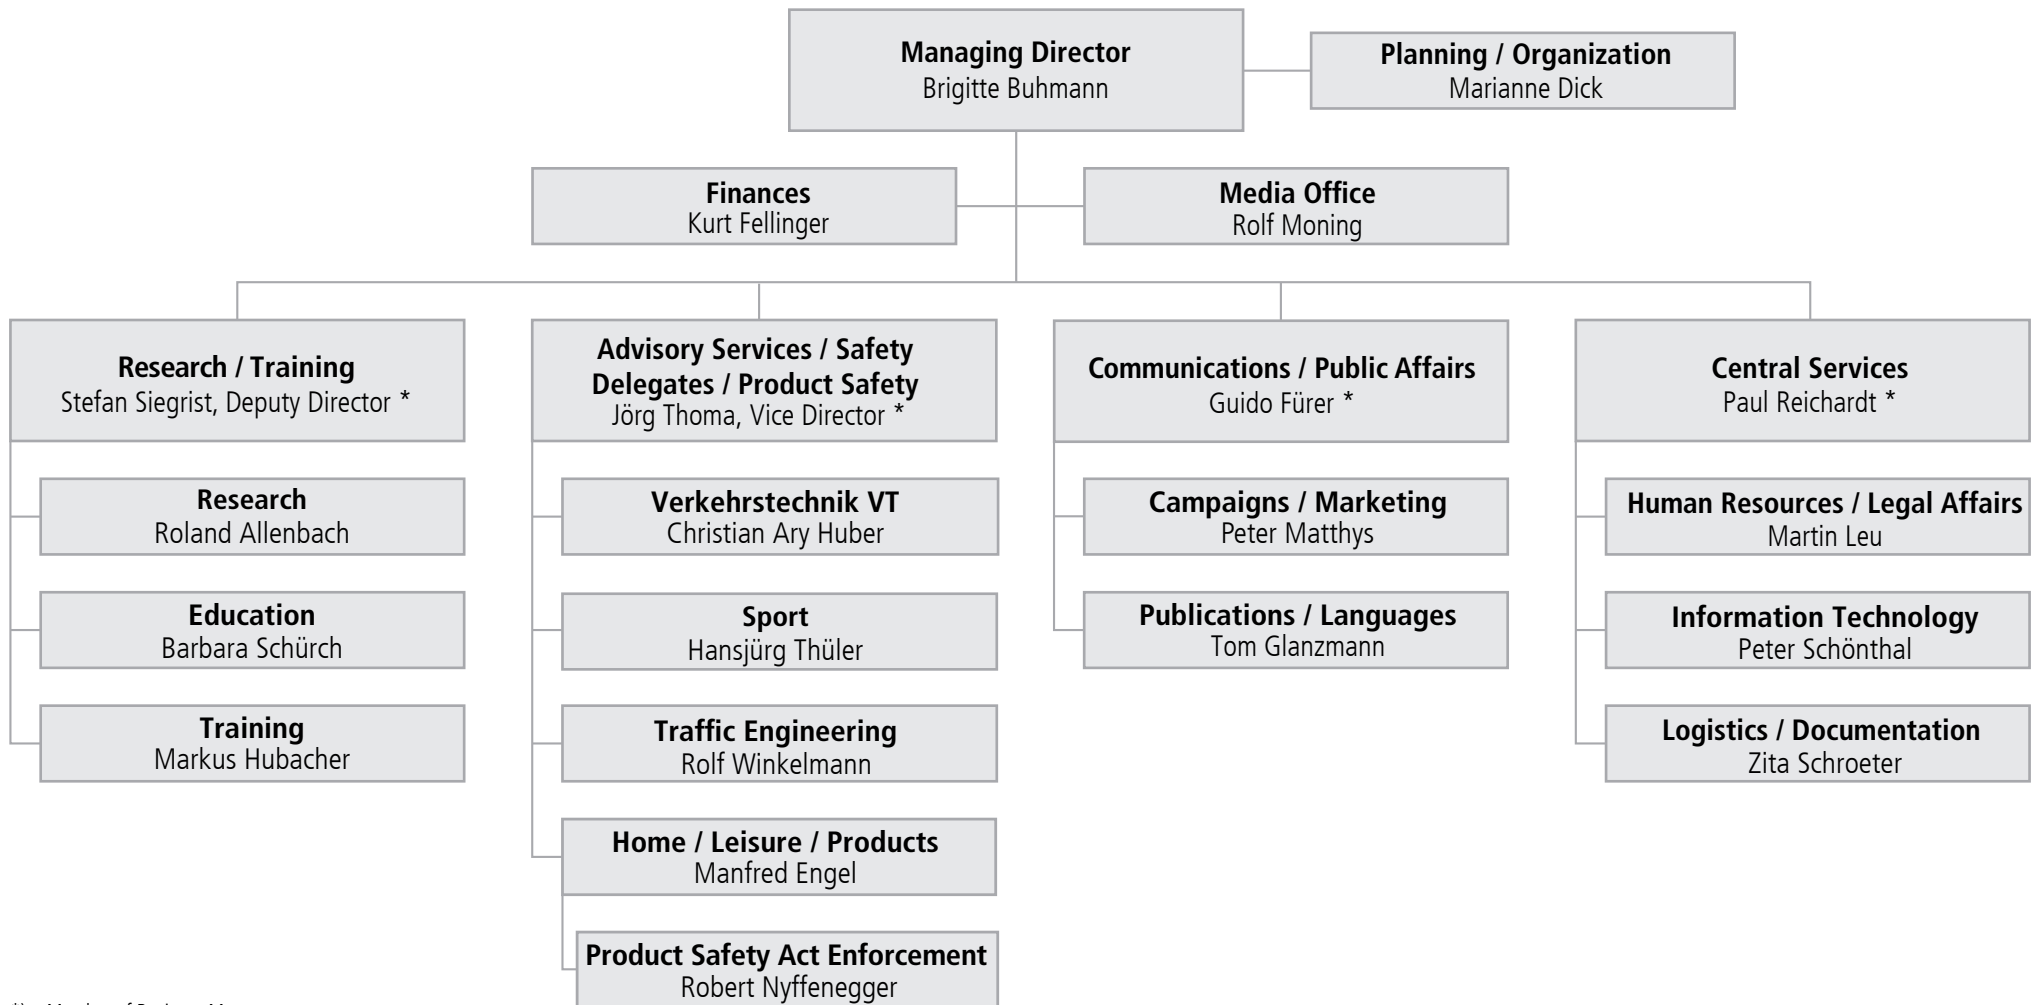 Managing Director
Brigitte Buhmann
Planning / Organization
Marianne Dick
Finances
Kurt Fellinger
Media Office
Rolf Moning
Research / Training
Stefan Siegrist, Deputy Director *
Advisory Services / Safety
Delegates / Product Safety
Jörg Thoma, Vice Director *
Communications / Public Affairs
Guido Fürer *
Central Services
Paul Reichardt *
Research
Roland Allenbach
Education
Barbara Schürch
Training
Markus Hubacher
Verkehrstechnik VT
Christian Ary Huber
Sport
Hansjürg Thüler
Traffic Engineering
Rolf Winkelmann
Home / Leisure / Products
Manfred Engel
Product Safety Act Enforcement
Robert Nyffenegger
Campaigns / Marketing
Peter Matthys
Publications / Languages
Tom Glanzmann
Human Resources / Legal Affairs
Martin Leu
Information Technology
Peter Schönthal
Logistics / Documentation
Zita Schroeter